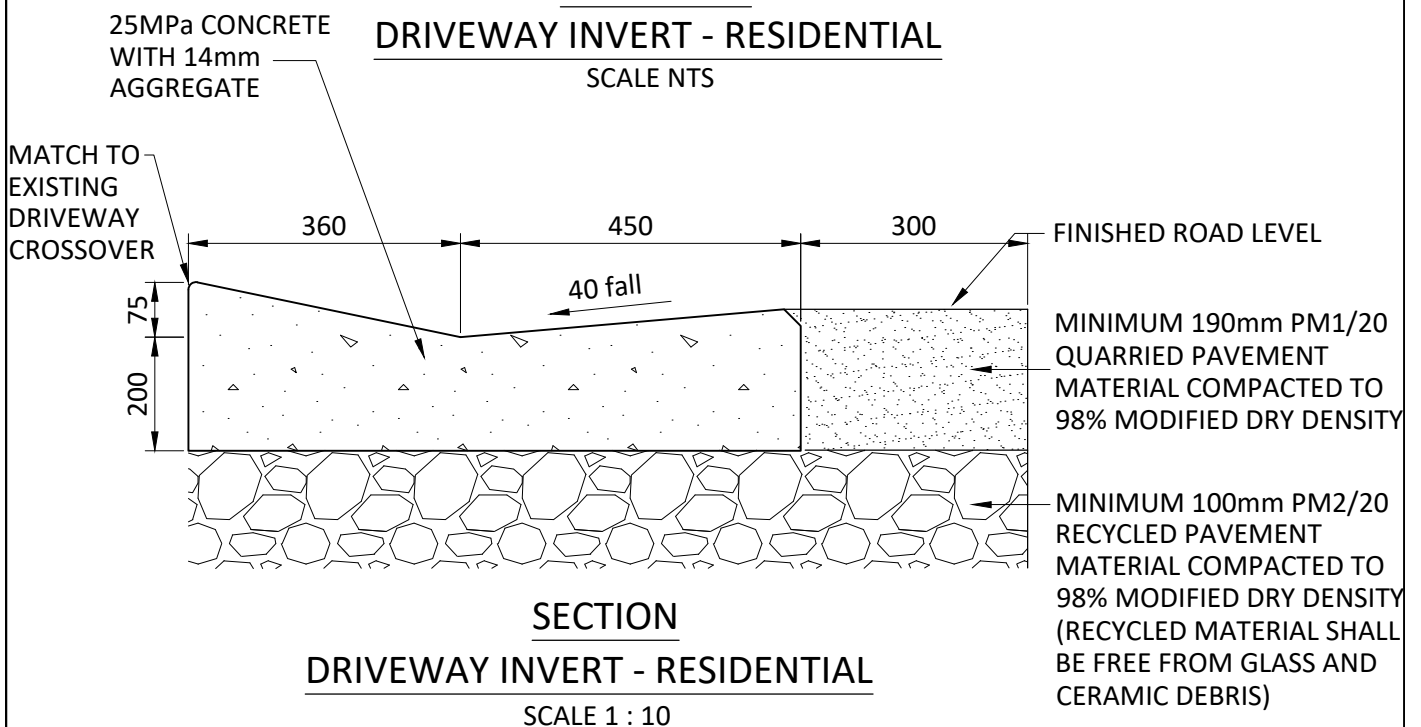 DRIVEWAY INVERT - RESIDENTIAL
SCALE NTS
25MPa CONCRETE
WITH 14mm
AGGREGATE
MATCH TO
EXISTING
DRIVEWAY
CROSSOVER
360
450
300
FINISHED ROAD LEVEL
40 fall
75
200
MINIMUM 190mm PM1/20
QUARRIED PAVEMENT
MATERIAL COMPACTED TO
98% MODIFIED DRY DENSITY
MINIMUM 100mm PM2/20
RECYCLED PAVEMENT
MATERIAL COMPACTED TO
98% MODIFIED DRY DENSITY
(RECYCLED MATERIAL SHALL
BE FREE FROM GLASS AND
CERAMIC DEBRIS)
SECTION
DRIVEWAY INVERT - RESIDENTIAL
SCALE 1 : 10